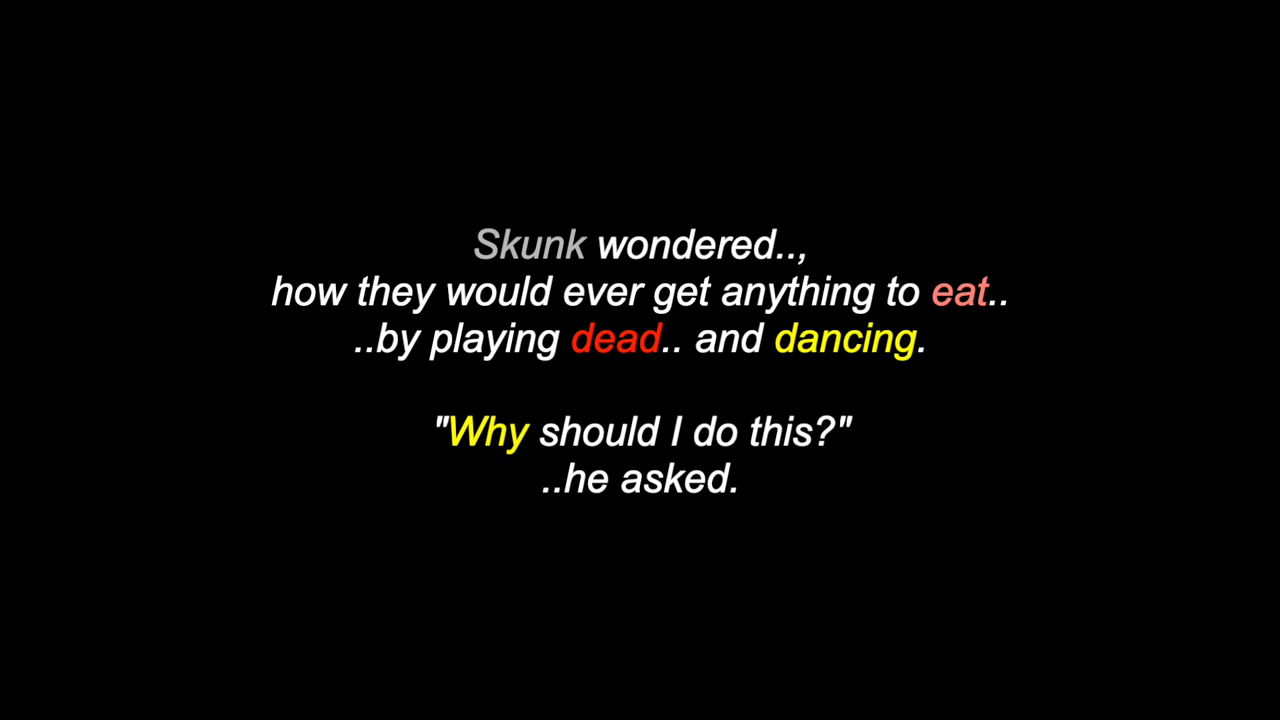 Skunk wondered..,
how they would ever get anything to eat..
..by playing dead.. and dancing.
"Why should I do this?"
..he asked.